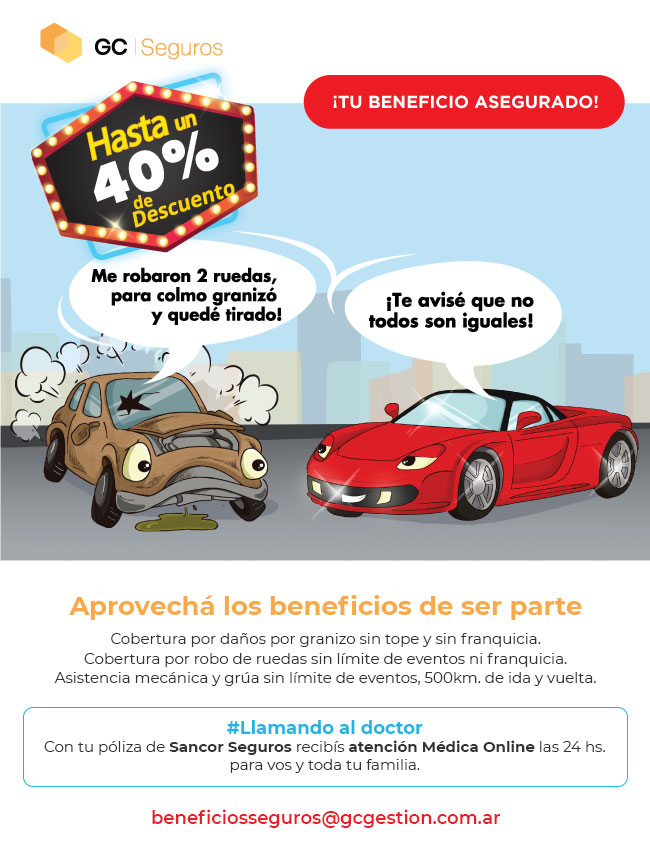 GC | Seguros
¡TU BENEFICIO ASEGURADO!
Hasta un
40%
de
Descuento
Me robaron 2 ruedas,
para colmo granizó
y quedé tirado!
¡Te avisé que no
todos son iguales!
Aprovechá los beneficios de ser parte
Cobertura por daños por granizo sin tope y sin franquicia.
Cobertura por robo de ruedas sin límite de eventos ni franquicia.
Asistencia mecánica y grúa sin límite de eventos, 500km. de ida y vuelta.
#Llamando al doctor
Con tu póliza de Sancor Seguros recibís atención Médica Online las 24 hs.
para vos y toda tu familia.
beneficiosseguros@gcgestion.com.ar